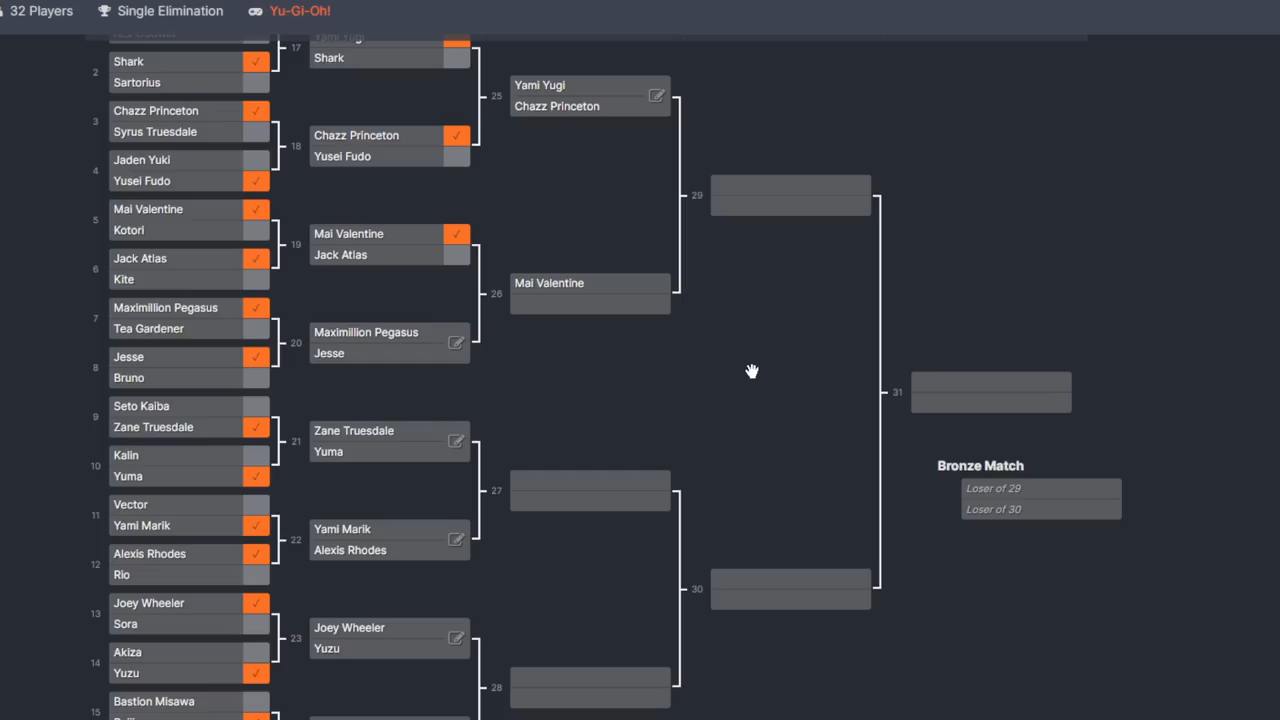 32 Players Single Elimination Yu-Gi-Oh!
17
Yami Yugi
Shark
2
Shark
Sartorius
3
Chazz Princeton
Syrus Truesdale
4
Jaden Yuki
Yusei Fudo
18
Chazz Princeton
Yusei Fudo
25
Yami Yugi
Chazz Princeton
5
Mai Valentine
Kotori
6
Jack Atlas
Kite
19
Mai Valentine
Jack Atlas
7
Maximillion Pegasus
Tea Gardener
8
Jesse
Bruno
20
Maximillion Pegasus
Jesse
26
Mai Valentine
29
9
Seto Kaiba
Zane Truesdale
10
Kalin
Yuma
21
Zane Truesdale
Yuma
11
Vector
Yami Marik
12
Alexis Rhodes
Rio
22
Yami Marik
Alexis Rhodes
27
13
Joey Wheeler
Sora
14
Akiza
Yuzu
23
Joey Wheeler
Yuzu
28
30
15
Bastion Misawa
31
Bronze Match
Loser of 29
Loser of 30